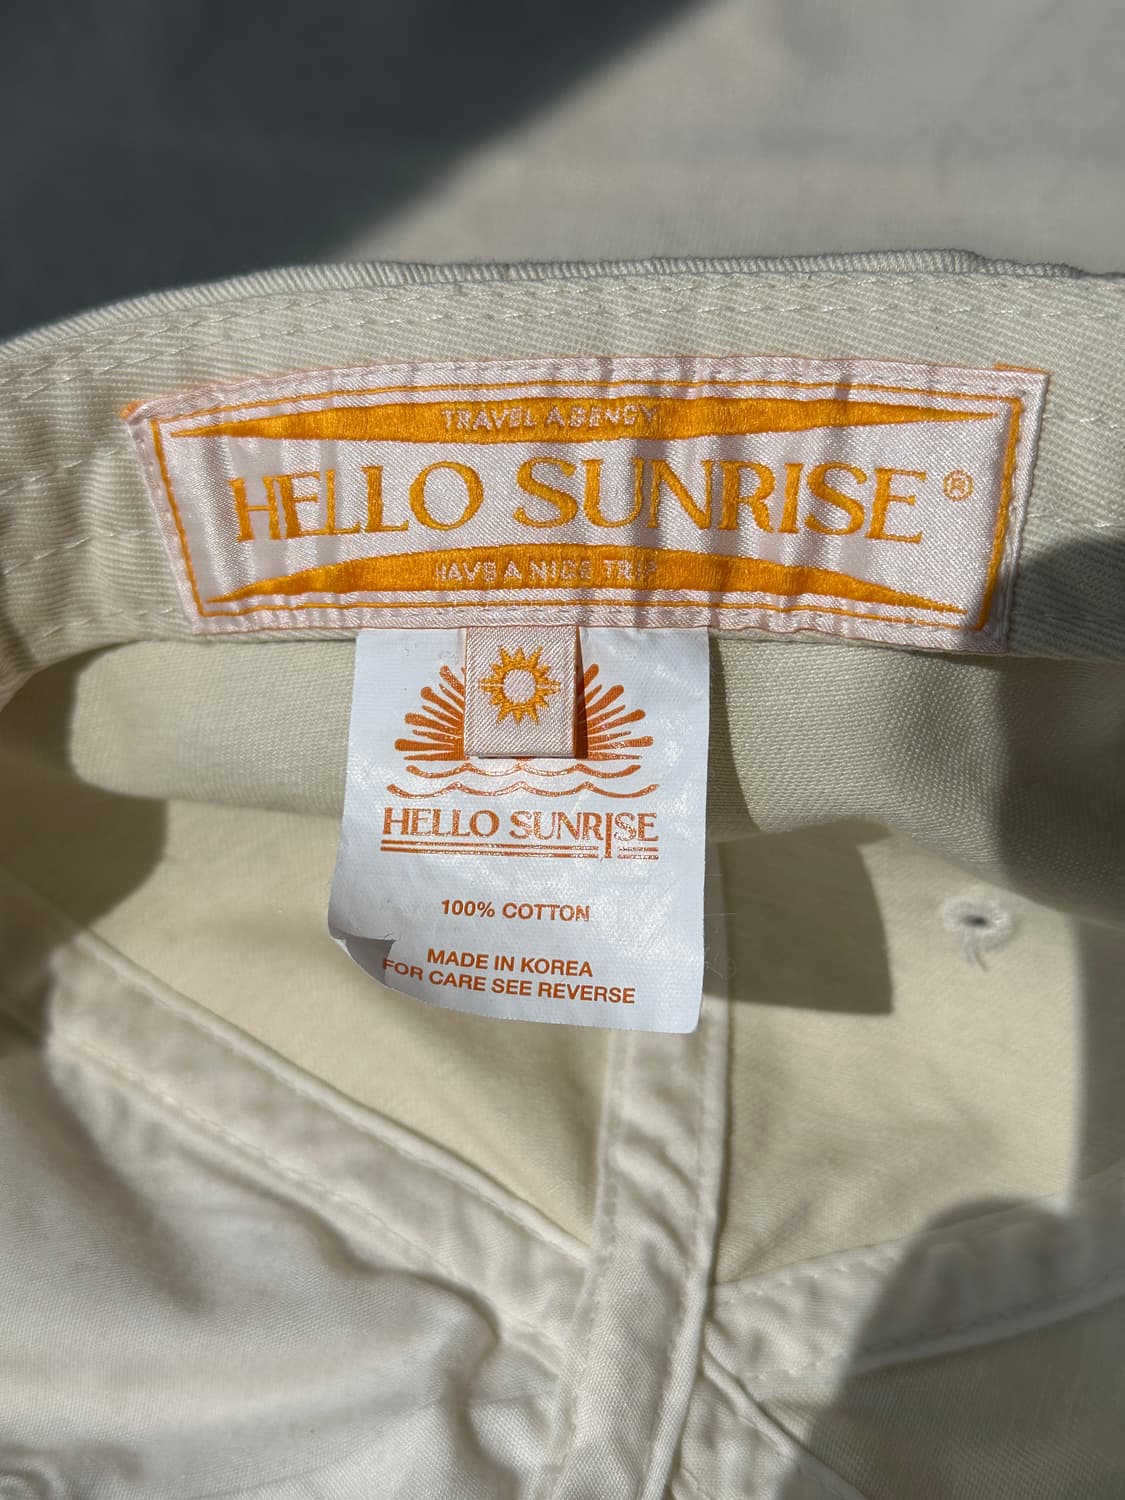 TRAVEL AGENCY
HELLO SUNRISE ®
HAVE A NICE TRIP
HELLO SUNRISE
100% COTTON
MADE IN KOREA
FOR CARE SEE REVERSE